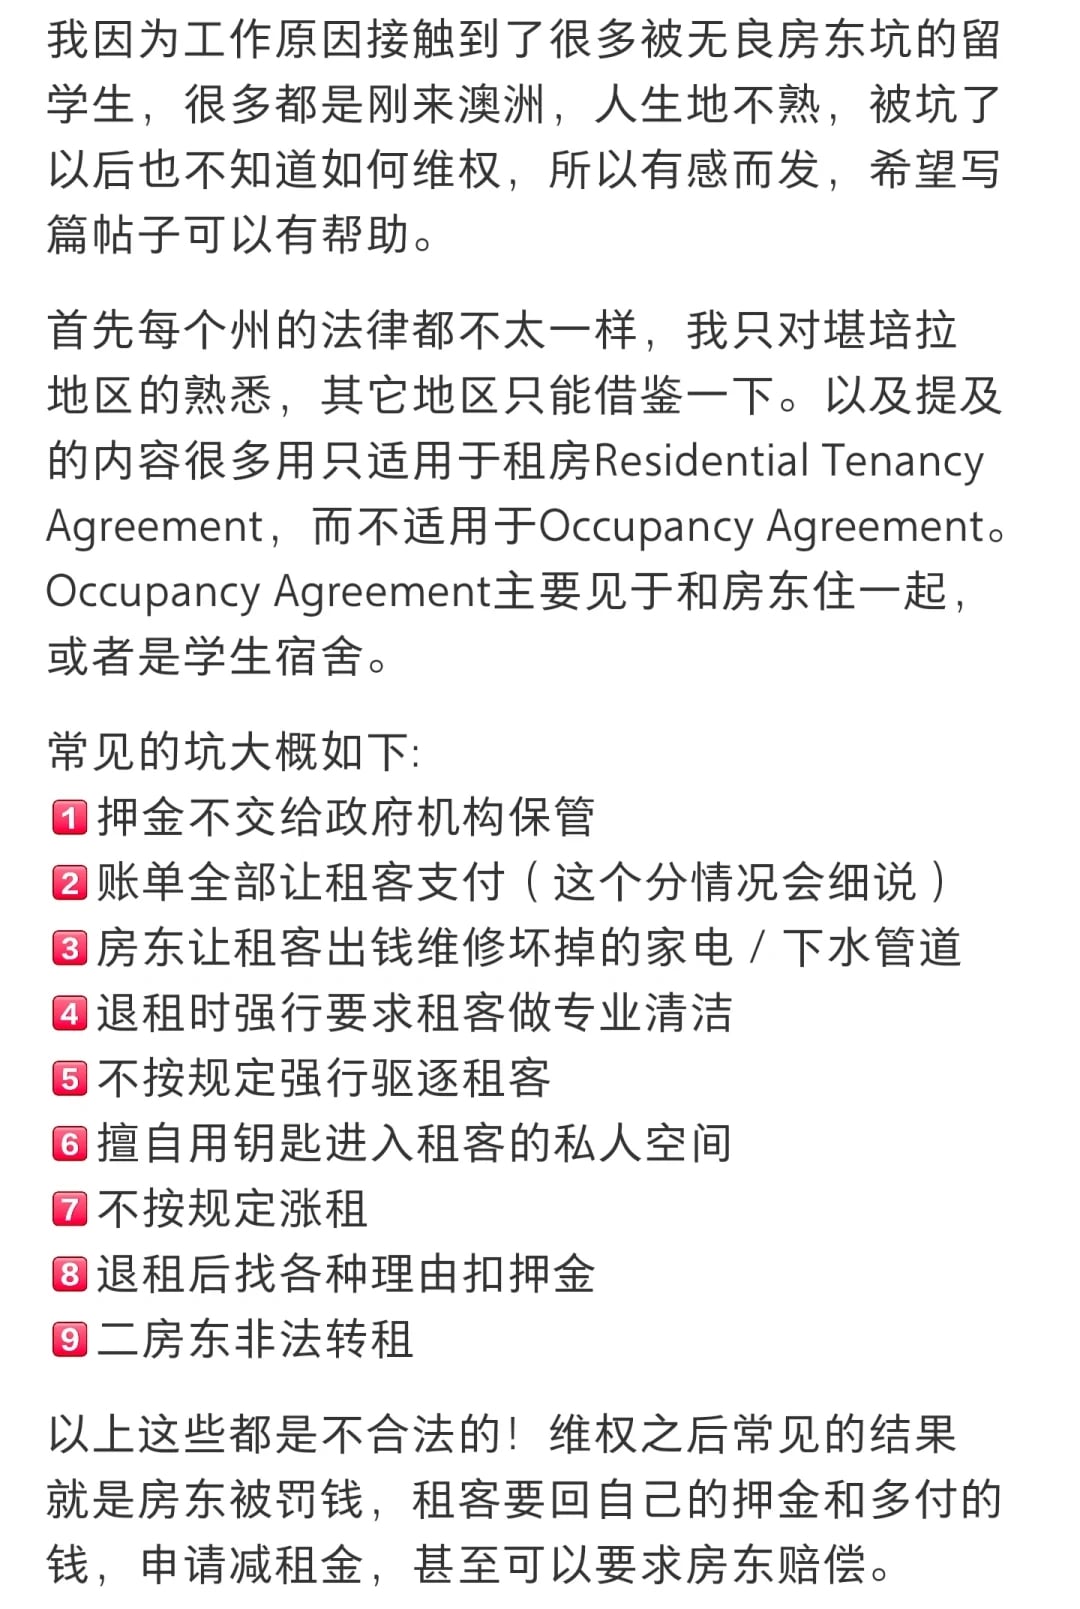 我因为工作原因接触到了很多被无良房东坑的留
学生，很多都是刚来澳洲，人生地不熟，被坑了
以后也不知道如何维权，所以有感而发，希望写
篇帖子可以有帮助。
首先每个州的法律都不太一样，我只对堪培拉
地区的熟悉，其它地区只能借鉴一下。以及提及
的内容很多用只适用于租房Residential Tenancy
Agreement，而不适用于Occupancy Agreement。
Occupancy Agreement主要见于和房东住一起，
或者是学生宿舍。
常见的坑大概如下:
1️⃣押金不交给政府机构保管
2️⃣账单全部让租客支付（这个分情况会细说）
3️⃣房东让租客出钱维修坏掉的家电 / 下水管道
4️⃣退租时强行要求租客做专业清洁
5️⃣不按规定强行驱逐租客
6️⃣擅自用钥匙进入租客的私人空间
7️⃣不按规定涨租
8️⃣退租后找各种理由扣押金
9️⃣二房东非法转租
以上这些都是不合法的！维权之后常见的结果
就是房东被罚钱，租客要回自己的押金和多付的
钱，申请减租金，甚至可以要求房东赔偿。